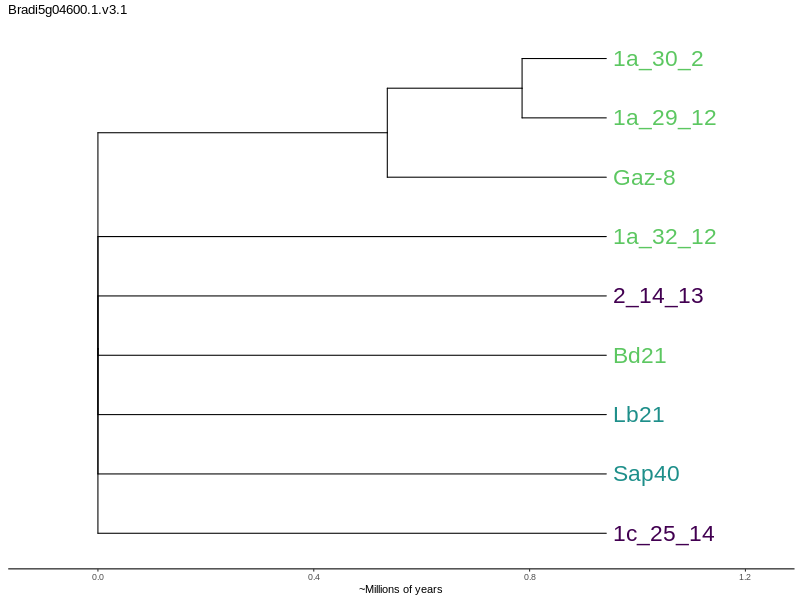 Bradi5g04600.1.v3.1
1a_30_2
1a_29_12
Gaz-8
1a_32_12
2_14_13
Bd21
Lb21
Sap40
1c_25_14
0.0 0.4 0.8 1.2
~Millions of years